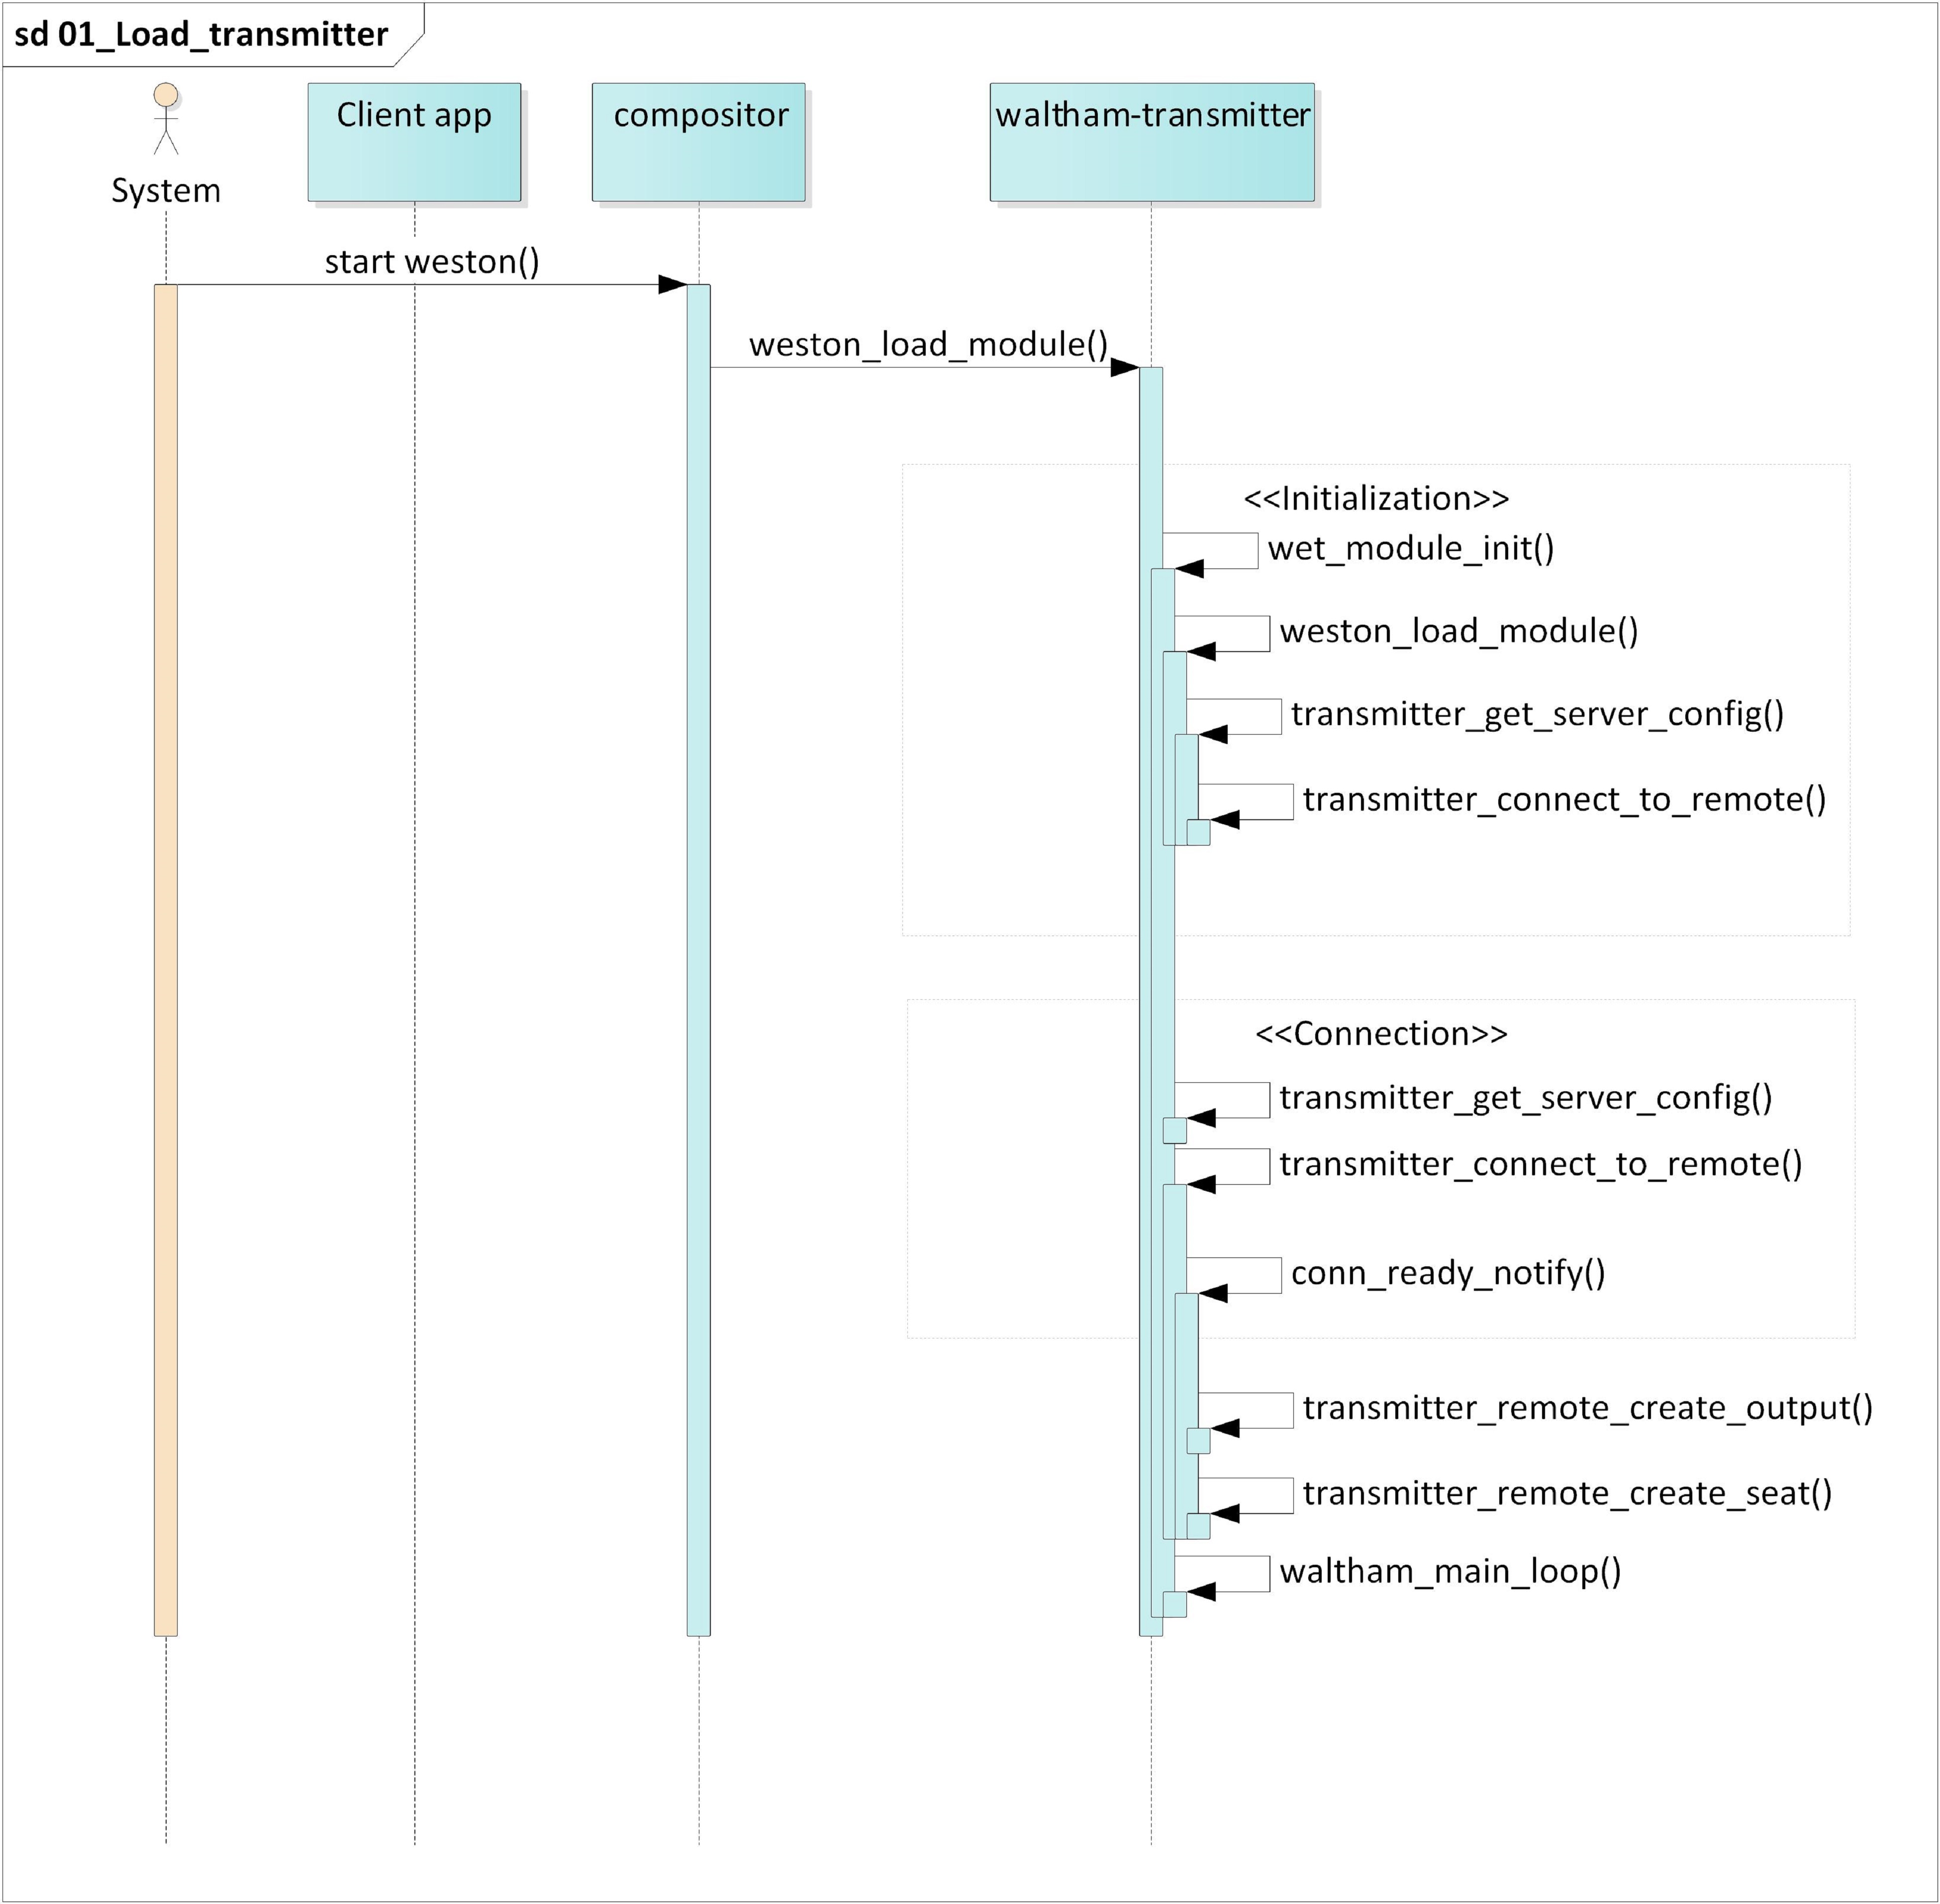 sd 01_Load_transmitter
System
Client app
compositor
waltham-transmitter
start weston()
weston_load_module()
<<Initialization>>
wet_module_init()
weston_load_module()
transmitter_get_server_config()
transmitter_connect_to_remote()
<<Connection>>
transmitter_get_server_config()
transmitter_connect_to_remote()
conn_ready_notify()
transmitter_remote_create_output()
transmitter_remote_create_seat()
waltham_main_loop()